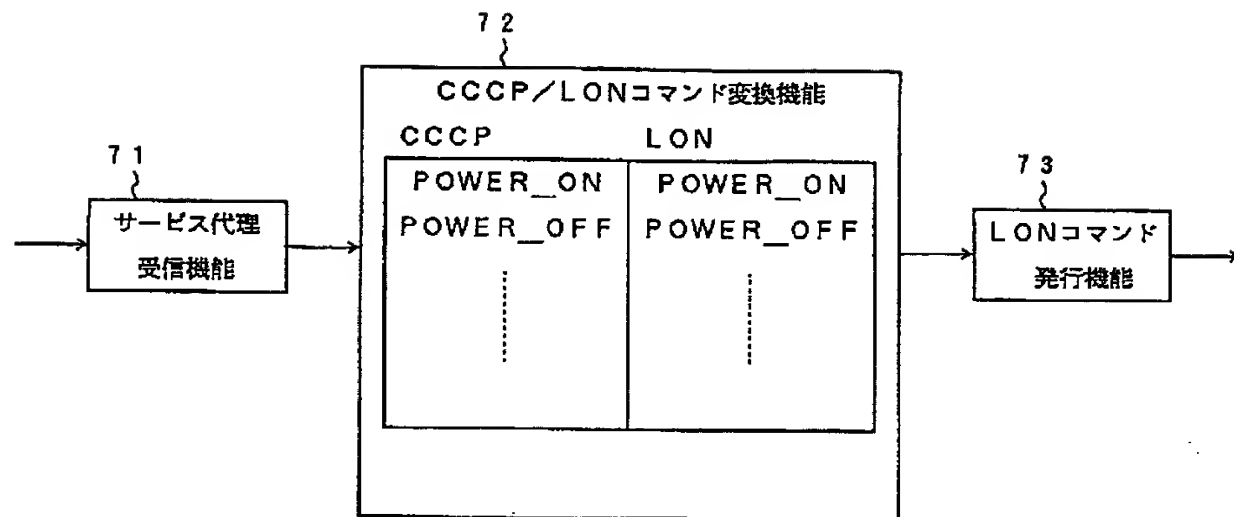 72
CCCP/LONコマンド変換機能
CCCP LON
71
サービス代理
受信機能
POWER_ON POWER_ON
POWER_OFF POWER_OFF
73
LONコマンド
発行機能